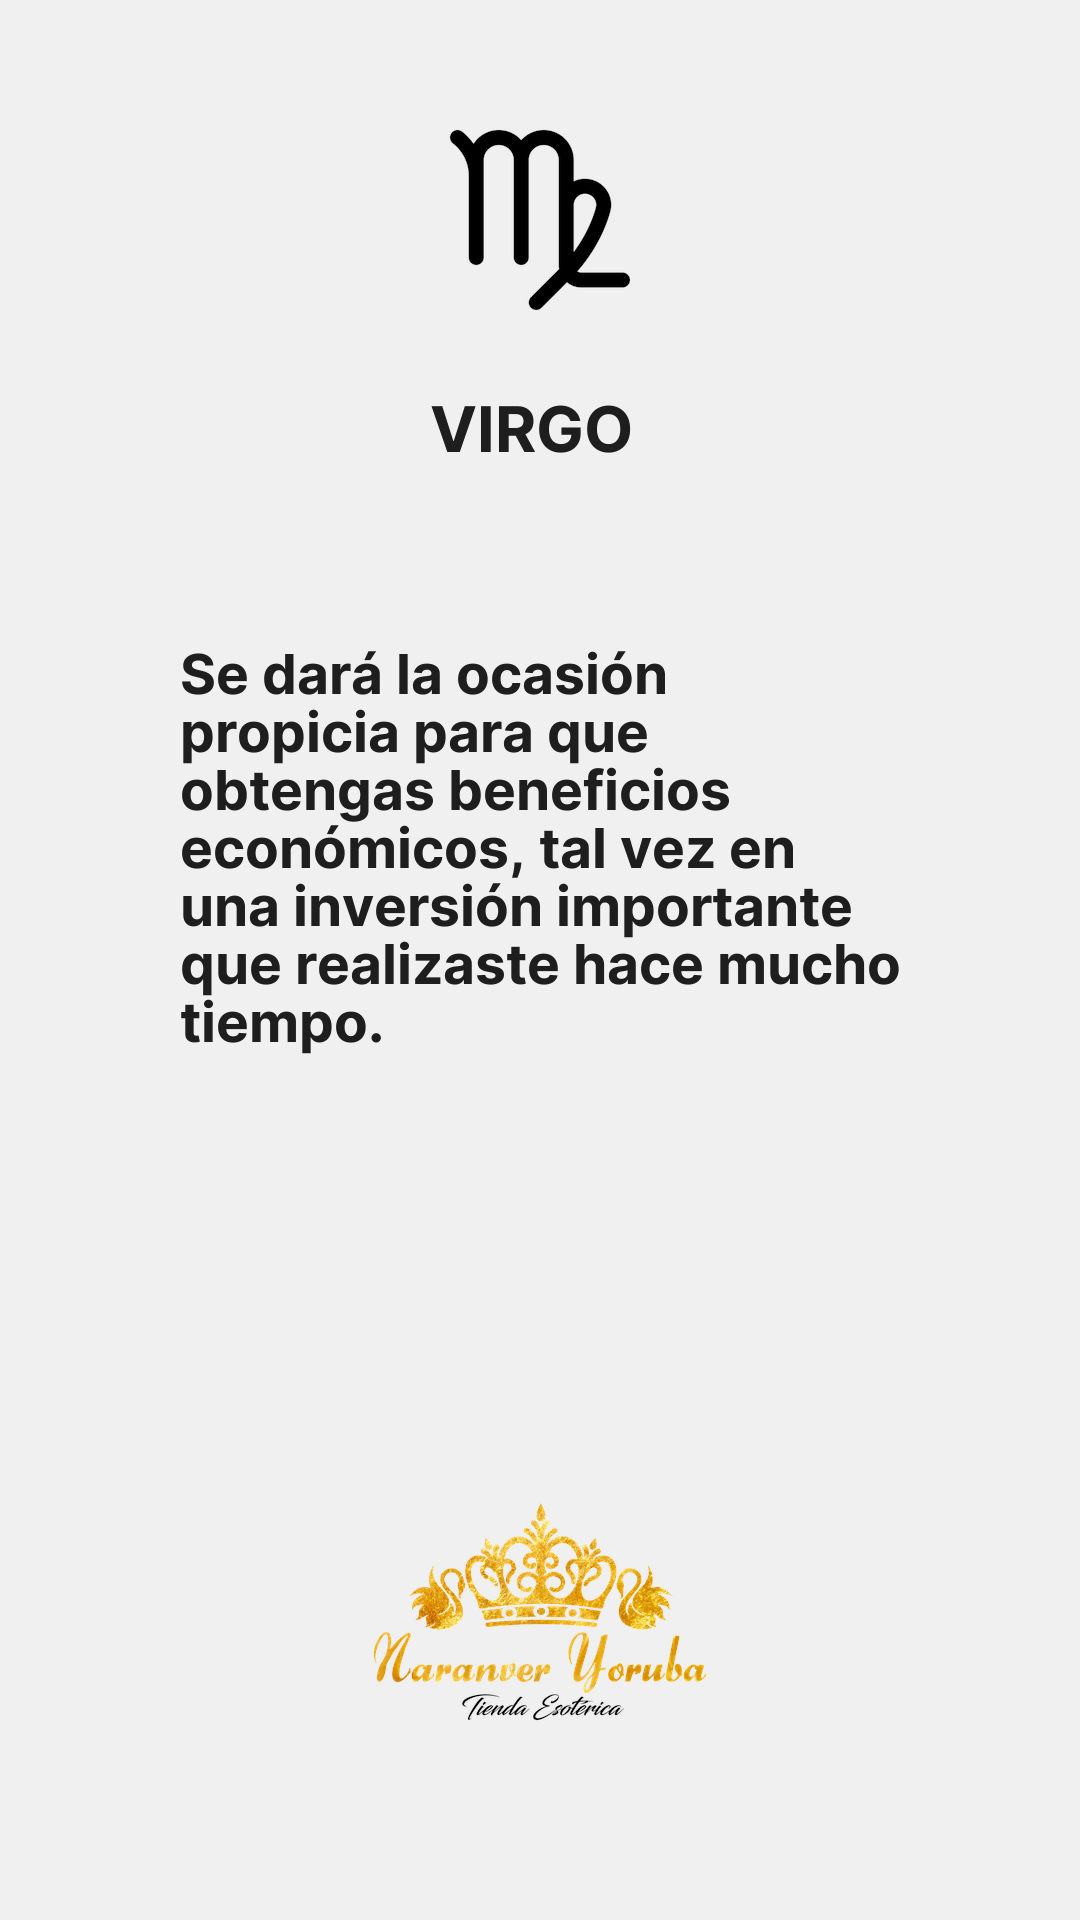 VIRGO
Se dará la ocasión
propicia para que
obtengas beneficios
económicos, tal vez en
una inversión importante
que realizaste hace mucho
tiempo.
Naranver Yoruba
Tienda Esotérica